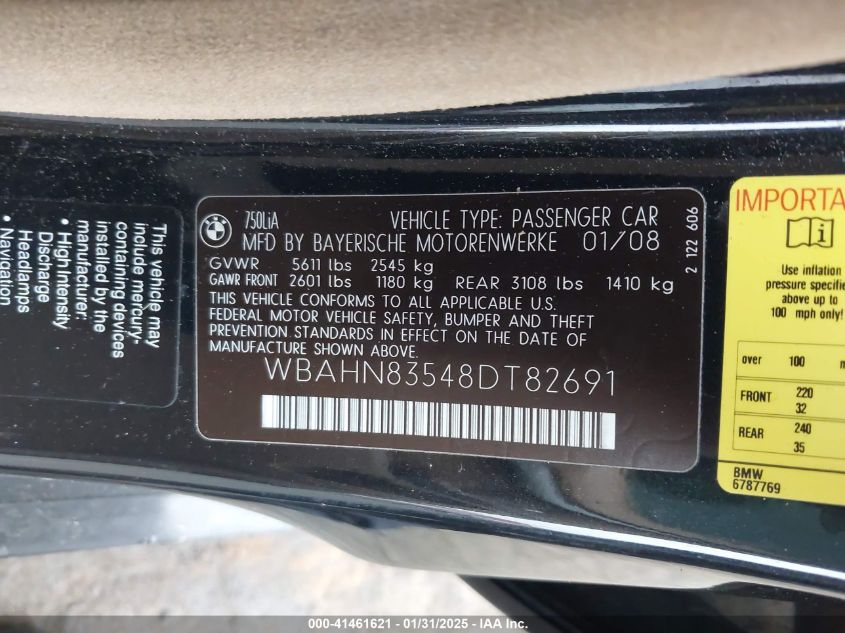 This vehicle may
include mercury-
containing devices
installed by the
manufacturer:
• High Intensity
Discharge
Headlamps
• Navigation
750LiA
VEHICLE TYPE: PASSENGER CAR
MFD BY BAYERISCHE MOTORENWERKE 01/08
GVWR 5611 lbs 2545 kg
GAWR FRONT 2601 lbs 1180 kg REAR 3108 lbs 1410 kg
THIS VEHICLE CONFORMS TO ALL APPLICABLE U.S.
FEDERAL MOTOR VEHICLE SAFETY, BUMPER AND THEFT
PREVENTION STANDARDS IN EFFECT ON THE DATE OF
MANUFACTURE SHOWN ABOVE.
WBAHN83548DT82691
2 122 606
IMPORTA
Use inflation
pressure specifie
above up to
100 mph only!
over 100 m
FRONT 220
32
REAR 240
35
BMW
6787769
000-41461621 - 01/31/2025 - IAA Inc.